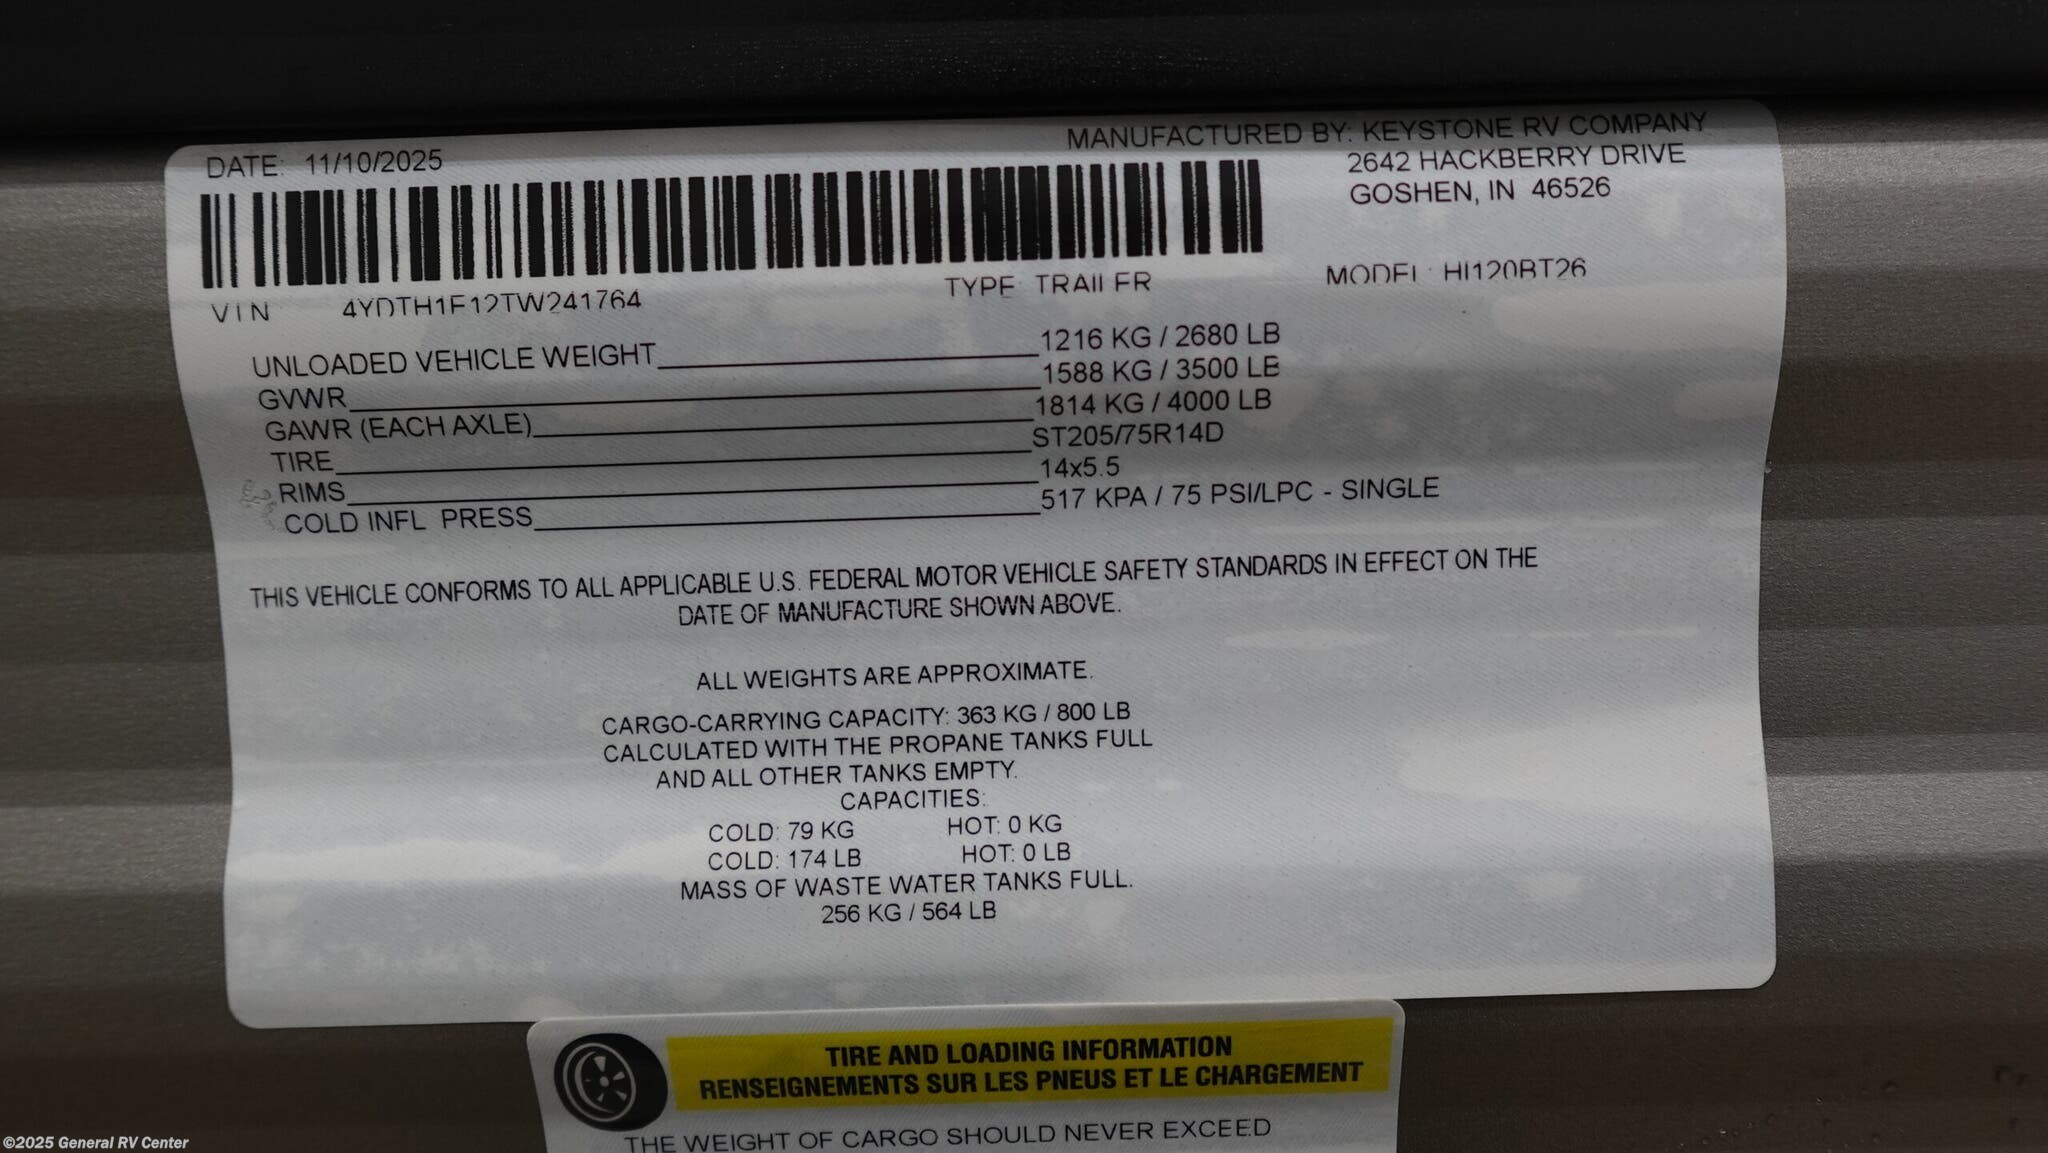 DATE: 11/10/2025
MANUFACTURED BY: KEYSTONE RV COMPANY
2642 HACKBERRY DRIVE
GOSHEN, IN 46526
VIN 4YDTH1F12TW241764
TYPE TRAILER
MODEL: HI120BT26
UNLOADED VEHICLE WEIGHT 1216 KG / 2680 LB
GVWR 1588 KG / 3500 LB
GAWR (EACH AXLE) 1814 KG / 4000 LB
TIRE ST205/75R14D
RIMS 14x5.5
COLD INFL PRESS 517 KPA / 75 PSI/LPC - SINGLE
THIS VEHICLE CONFORMS TO ALL APPLICABLE U.S. FEDERAL MOTOR VEHICLE SAFETY STANDARDS IN EFFECT ON THE
DATE OF MANUFACTURE SHOWN ABOVE.
ALL WEIGHTS ARE APPROXIMATE.
CARGO-CARRYING CAPACITY: 363 KG / 800 LB
CALCULATED WITH THE PROPANE TANKS FULL
AND ALL OTHER TANKS EMPTY.
CAPACITIES:
COLD: 79 KG HOT: 0 KG
COLD: 174 LB HOT: 0 LB
MASS OF WASTE WATER TANKS FULL.
256 KG / 564 LB
TIRE AND LOADING INFORMATION
RENSEIGNEMENTS SUR LES PNEUS ET LE CHARGEMENT
THE WEIGHT OF CARGO SHOULD NEVER EXCEED
©2025 General RV Center